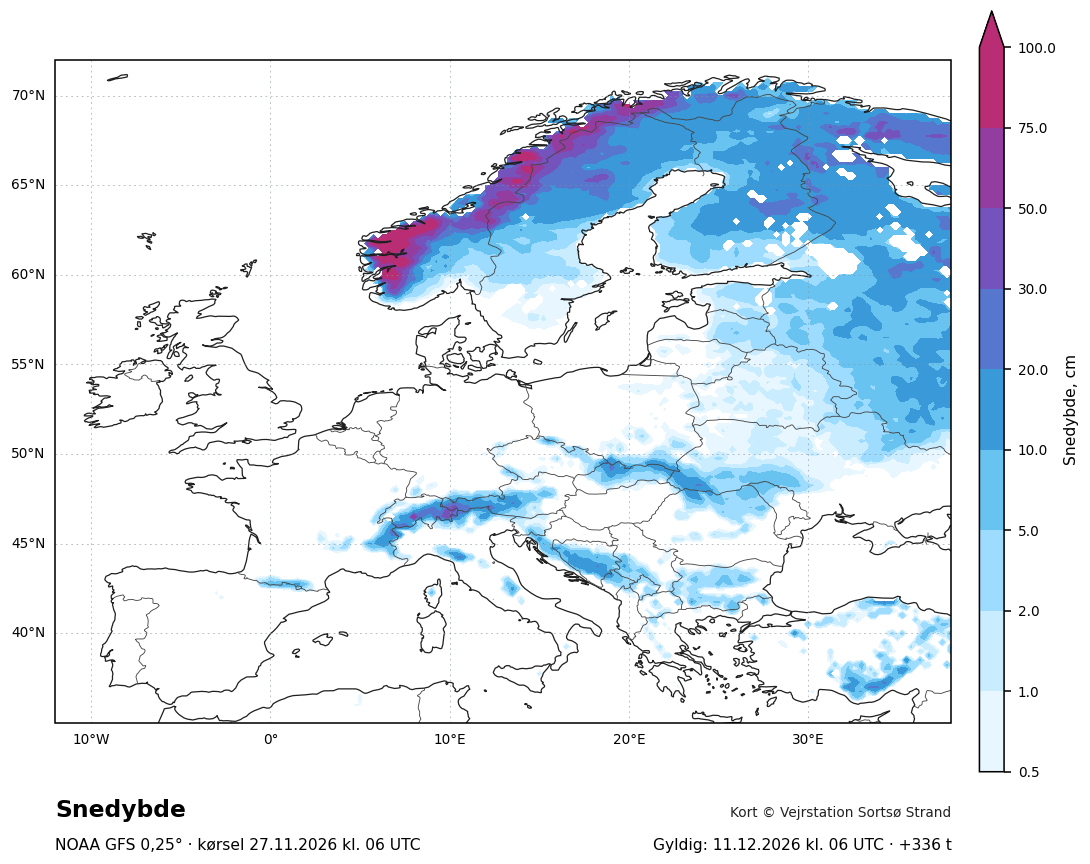 100.0
75.0
50.0
30.0
20.0
10.0
5.0
2.0
1.0
0.5
Snedybde, cm
70°N
65°N
60°N
55°N
50°N
45°N
40°N
10°W 0° 10°E 20°E 30°E
Snedybde
Kort © Vejrstation Sortsø Strand
NOAA GFS 0,25° · kørsel 27.11.2026 kl. 06 UTC
Gyldig: 11.12.2026 kl. 06 UTC · +336 t